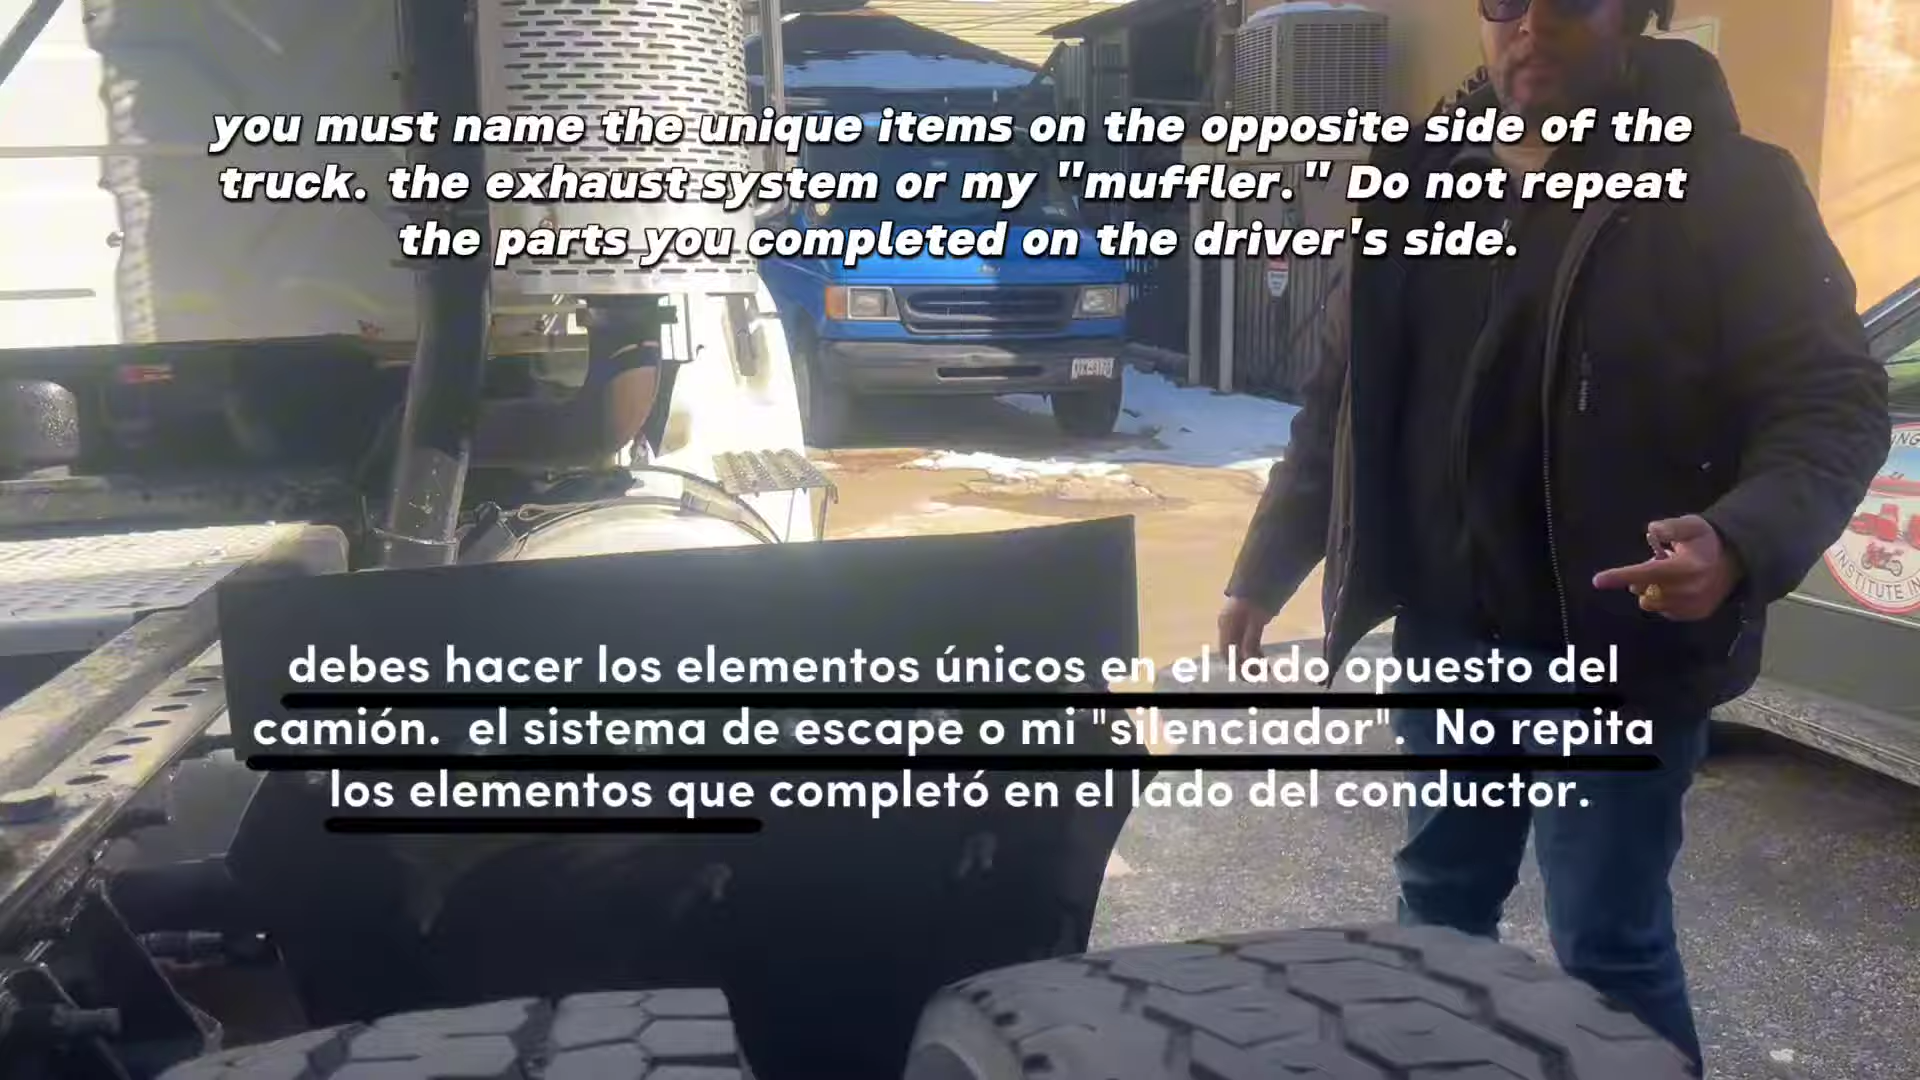 you must name the unique items on the opposite side of the
truck. the exhaust system or my "muffler." Do not repeat
the parts you completed on the driver's side.
debes hacer los elementos únicos en el lado opuesto del
camión.  el sistema de escape o mi "silenciador".  No repita
los elementos que completó en el lado del conductor.
INSTITUTE IN